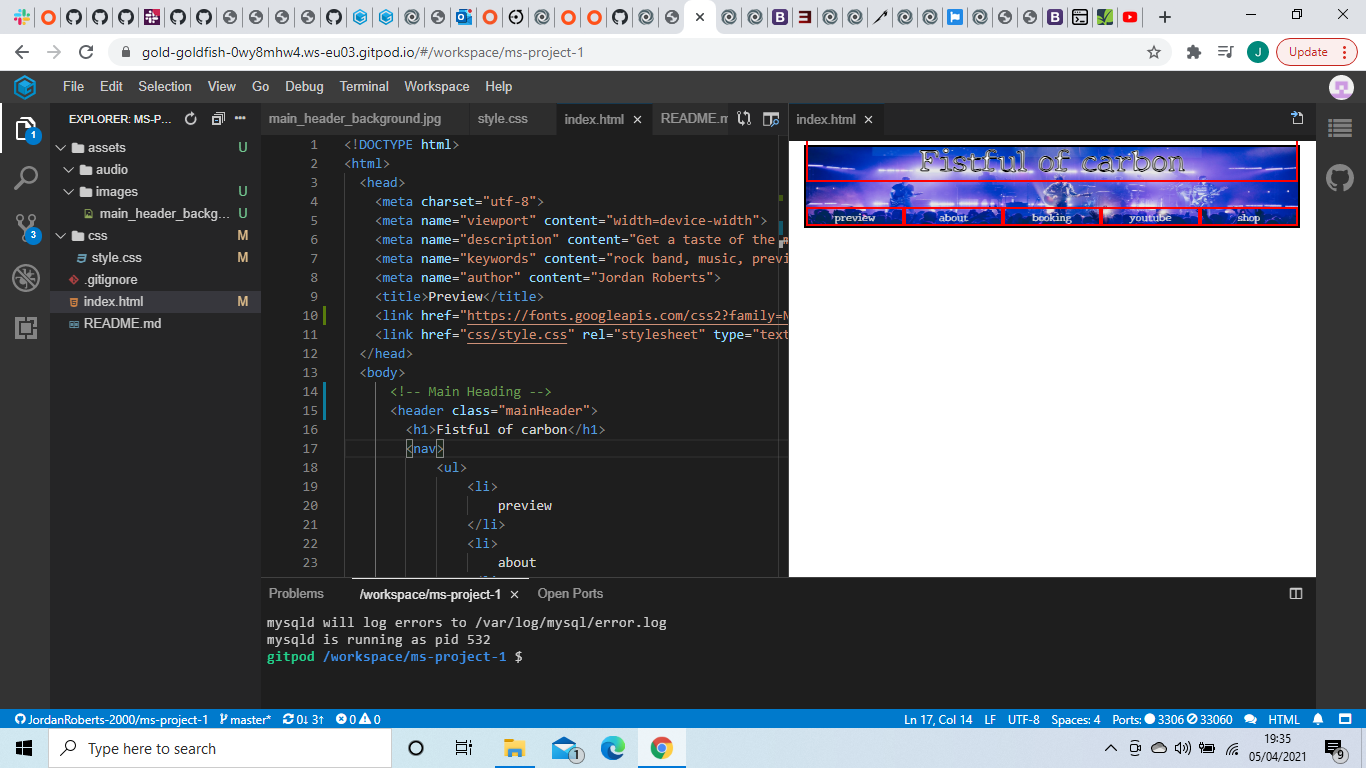 gold-goldfish-0wy8mhw4.ws-eu03.gitpod.io/#/workspace/ms-project-1
J
Update
File Edit Selection View Go Debug Terminal Workspace Help
EXPLORER: MS-P...
main_header_background.jpg style.css index.html README.m
index.html
1
assets U
audio
images U
main_header_backg... U
css M
style.css M
.gitignore
index.html M
README.md
3
1 <!DOCTYPE html>
2 <html>
3 <head>
4 <meta charset="utf-8">
5 <meta name="viewport" content="width=device-width">
6 <meta name="description" content="Get a taste of the
7 <meta name="keywords" content="rock band, music, previ
8 <meta name="author" content="Jordan Roberts">
9 <title>Preview</title>
10 <link href="https://fonts.googleapis.com/css2?family=N
11 <link href="css/style.css" rel="stylesheet" type="text
12 </head>
13 <body>
14 <!-- Main Heading -->
15 <header class="mainHeader">
16 <h1>Fistful of carbon</h1>
17 <nav>
18 <ul>
19 <li>
20 preview
21 </li>
22 <li>
23 about
Fistful of carbon
preview about booking youtube shop
Problems /workspace/ms-project-1 Open Ports
mysqld will log errors to /var/log/mysql/error.log
mysqld is running as pid 532
gitpod /workspace/ms-project-1 $
JordanRoberts-2000/ms-project-1 master* 0↓ 3↑ 0 0 Ln 17, Col 14 LF UTF-8 Spaces: 4 Ports: 3306 33060 HTML
Type here to search
1
19:35
05/04/2021
9